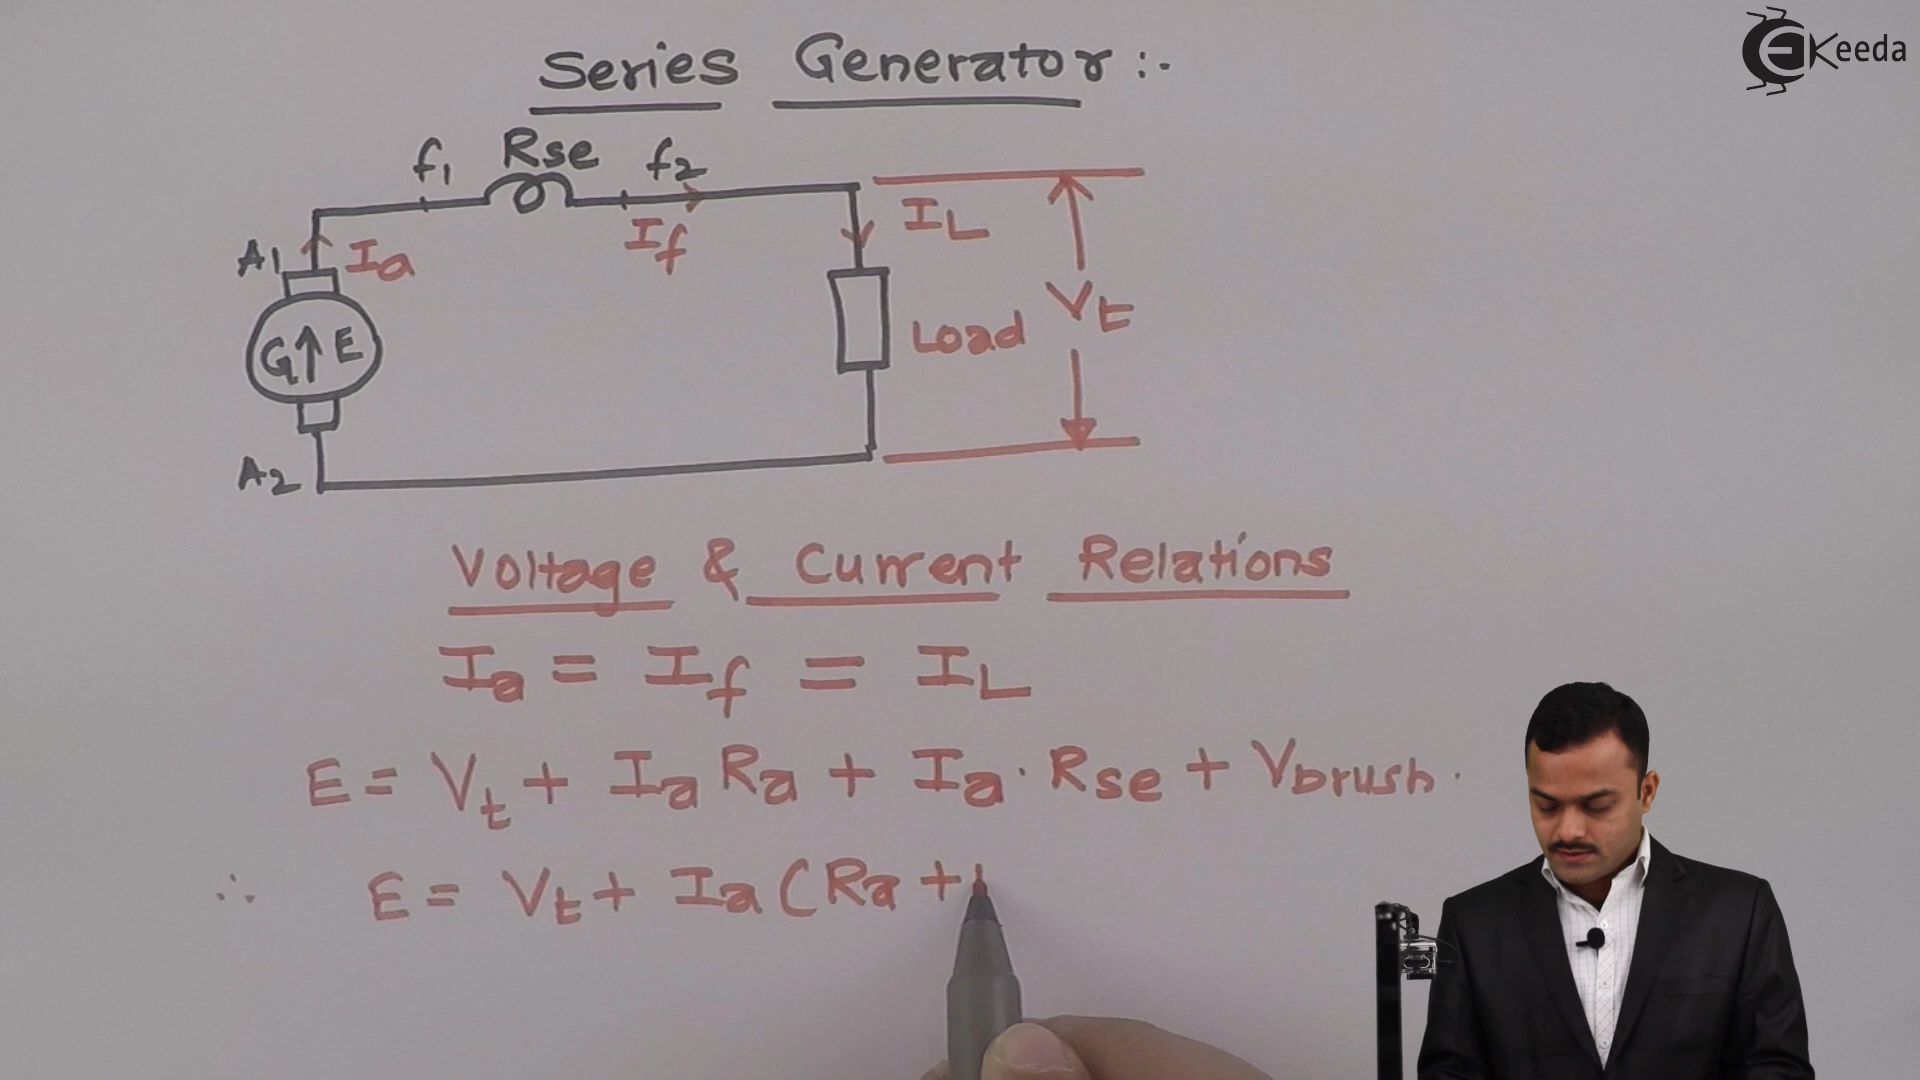 Series Generator :-
EKeeda
f1 Rse f2
A1 Ia If IL
G↑E Load Vt
A2
Voltage & Current Relations
Ia = If = IL
E = Vt + IaRa + Ia · Rse + Vbrush .
∴ E = Vt + Ia (Ra +